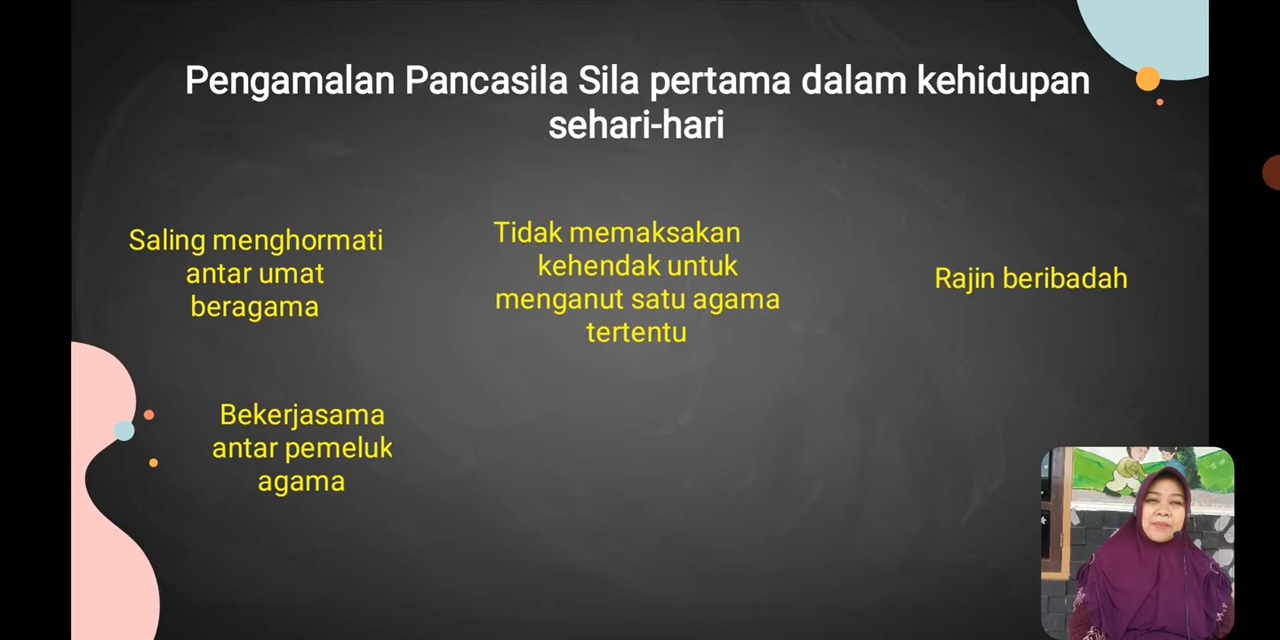 Pengamalan Pancasila Sila pertama dalam kehidupan
sehari-hari
Saling menghormati
antar umat
beragama
Tidak memaksakan
kehendak untuk
menganut satu agama
tertentu
Rajin beribadah
Bekerjasama
antar pemeluk
agama